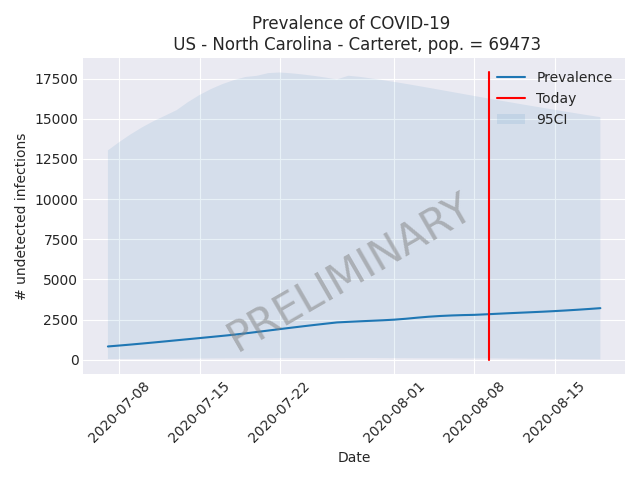 Prevalence of COVID-19
US - North Carolina - Carteret, pop. = 69473
# undetected infections
17500
15000
12500
10000
7500
5000
2500
0
Prevalence
Today
95CI
PRELIMINARY
2020-07-08
2020-07-15
2020-07-22
2020-08-01
2020-08-08
2020-08-15
Date